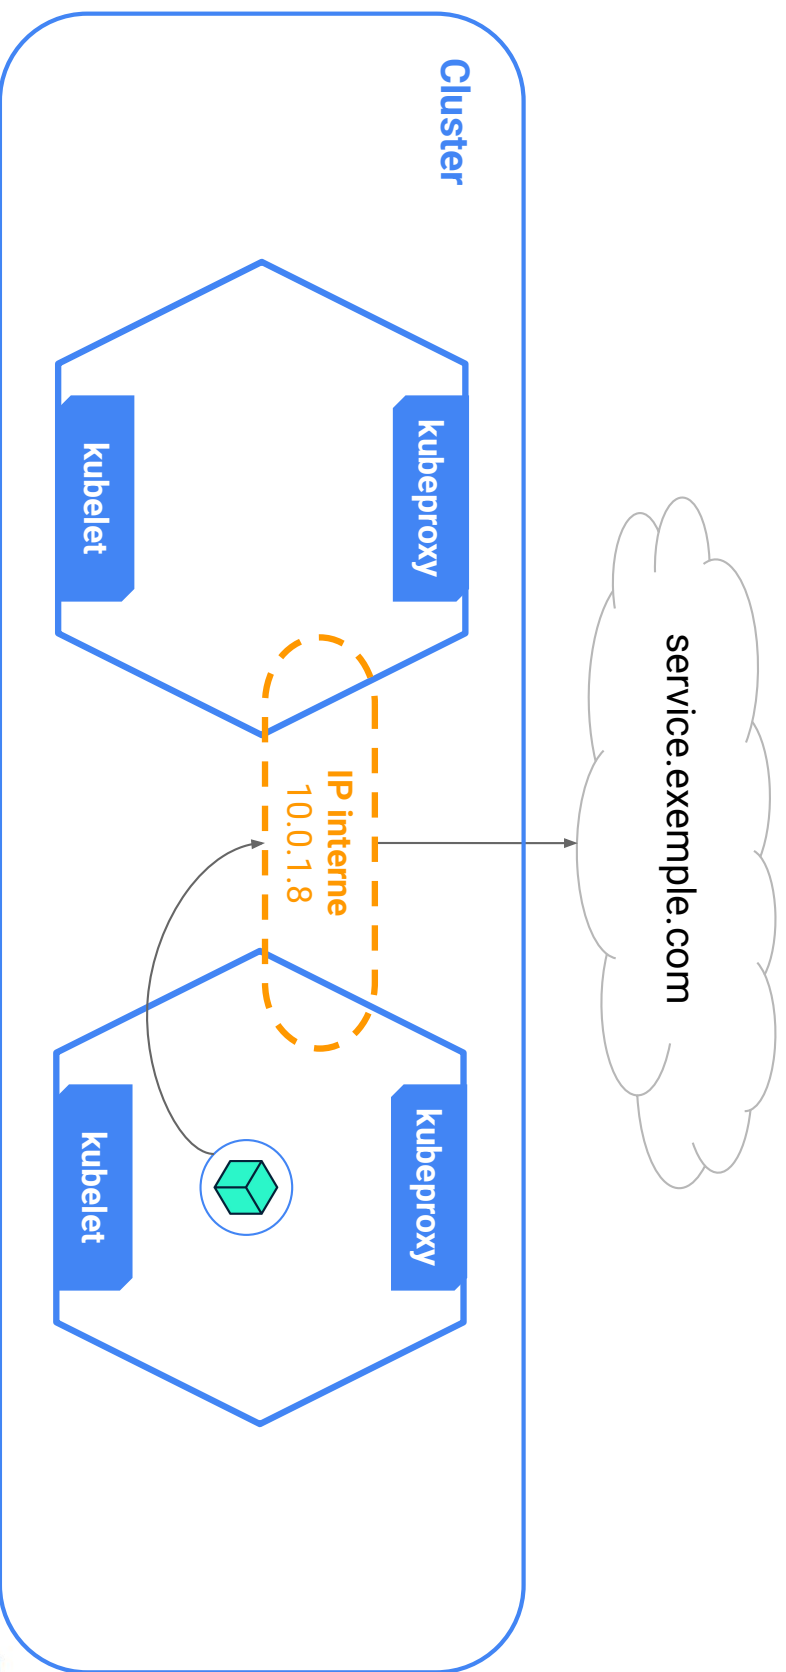 service.exemple.com
Cluster
kubeproxy
kubeproxy
IP interne
10.0.1.8
kubelet
kubelet